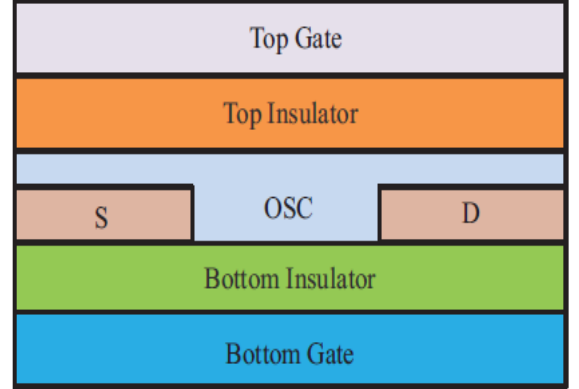 Top Gate
Top Insulator
S OSC D
Bottom Insulator
Bottom Gate